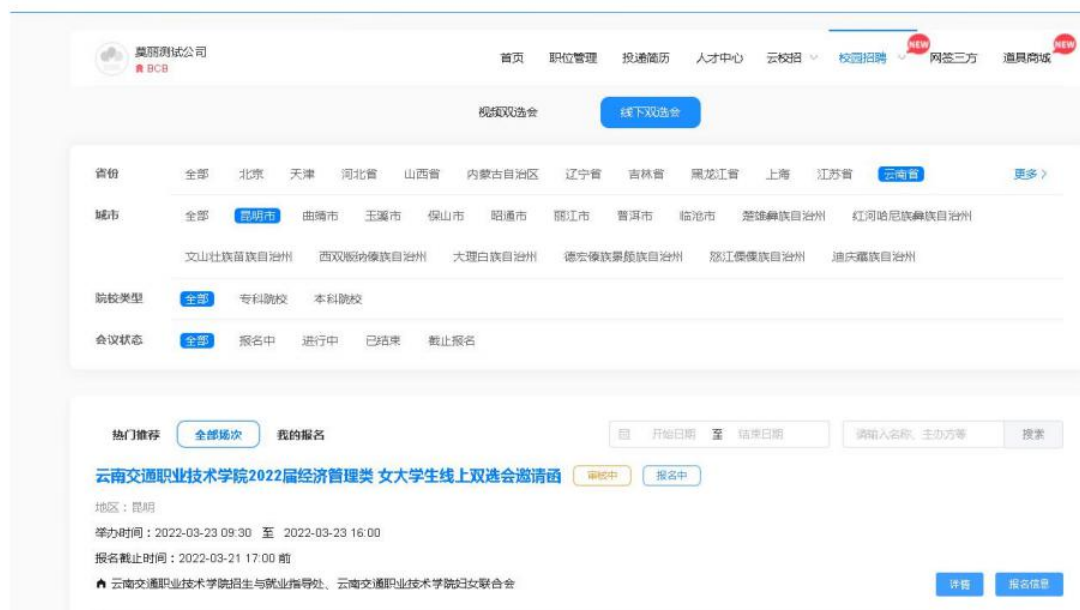 莫丽测试公司
BCB
首页 职位管理 投递简历 人才中心 云校招 校园招聘 NEW 网签三方 道具商城 NEW
视频双选会 线下双选会
省份 全部 北京 天津 河北省 山西省 内蒙古自治区 辽宁省 吉林省 黑龙江省 上海 江苏省 云南省 更多 >
城市 全部 昆明市 曲靖市 玉溪市 保山市 昭通市 丽江市 普洱市 临沧市 楚雄彝族自治州 红河哈尼族彝族自治州
文山壮族苗族自治州 西双版纳傣族自治州 大理白族自治州 德宏傣族景颇族自治州 怒江傈僳族自治州 迪庆藏族自治州
院校类型 全部 专科院校 本科院校
会议状态 全部 报名中 进行中 已结束 截止报名
热门推荐 全部场次 我的报名 开始日期 至 结束日期 请输入名称、主办方等 搜索
云南交通职业技术学院2022届经济管理类 女大学生线上双选会邀请函 审核中 报名中
地区：昆明
举办时间：2022-03-23 09:30 至 2022-03-23 16:00
报名截止时间：2022-03-21 17:00 前
云南交通职业技术学院招生与就业指导处、云南交通职业技术学院妇女联合会 详情 报名信息